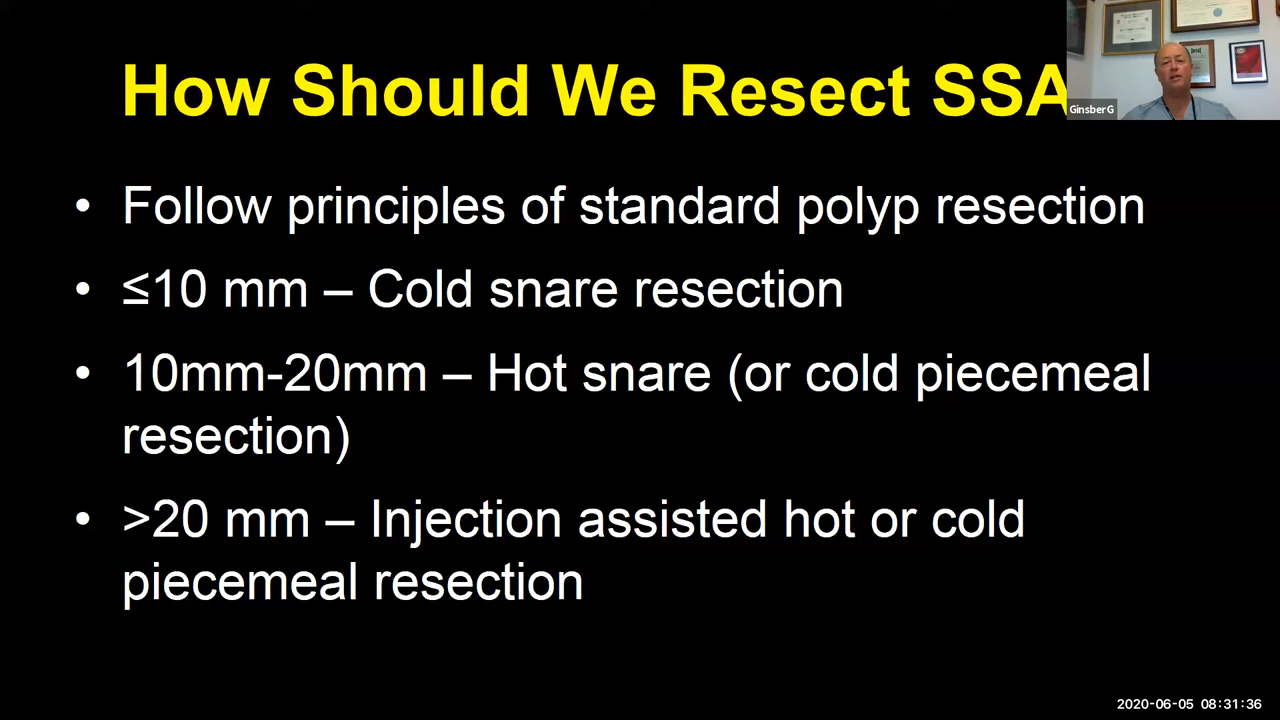 How Should We Resect SSA
GinsberG
• Follow principles of standard polyp resection
• ≤10 mm – Cold snare resection
• 10mm-20mm – Hot snare (or cold piecemeal
resection)
• >20 mm – Injection assisted hot or cold
piecemeal resection
2020-06-05 08:31:36